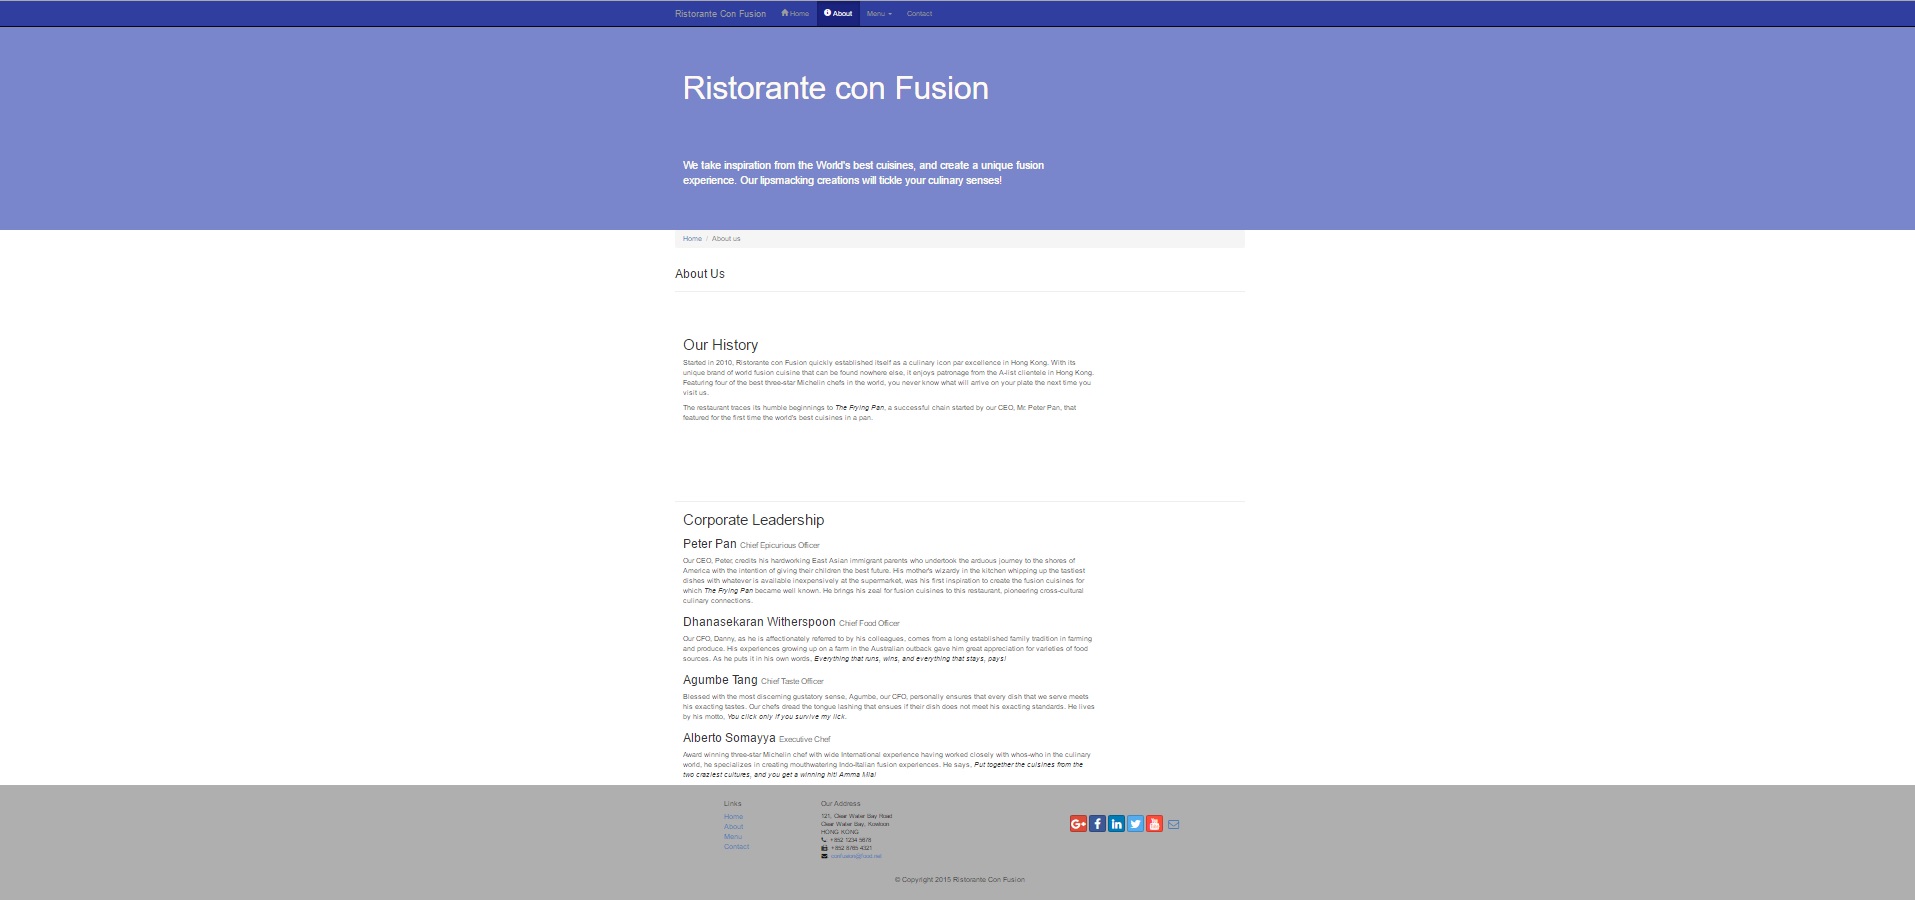 Ristorante Con Fusion Home About Menu Contact
Ristorante con Fusion
We take inspiration from the World's best cuisines, and create a unique fusion
experience. Our lipsmacking creations will tickle your culinary senses!
Home / About us
About Us
Our History
Started in 2010, Ristorante con Fusion quickly established itself as a culinary icon par excellence in Hong Kong. With its
unique brand of world fusion cuisine that can be found nowhere else, it enjoys patronage from the A-list clientele in Hong Kong.
Featuring four of the best three-star Michelin chefs in the world, you never know what will arrive on your plate the next time you
visit us.
The restaurant traces its humble beginnings to The Frying Pan, a successful chain started by our CEO, Mr. Peter Pan, that
featured for the first time the world's best cuisines in a pan.
Corporate Leadership
Peter Pan Chief Epicurious Officer
Our CEO, Peter, credits his hardworking East Asian immigrant parents who undertook the arduous journey to the shores of
America with the intention of giving their children the best future. His mother's wizardy in the kitchen whipping up the tastiest
dishes with whatever is available inexpensively at the supermarket, was his first inspiration to create the fusion cuisines for
which The Frying Pan became well known. He brings his zeal for fusion cuisines to this restaurant, pioneering cross-cultural
culinary connections.
Dhanasekaran Witherspoon Chief Food Officer
Our CFO, Danny, as he is affectionately referred to by his colleagues, comes from a long established family tradition in farming
and produce. His experiences growing up on a farm in the Australian outback gave him great appreciation for varieties of food
sources. As he puts it in his own words, Everything that runs, wins, and everything that stays, pays!
Agumbe Tang Chief Taste Officer
Blessed with the most discerning gustatory sense, Agumbe, our CFO, personally ensures that every dish that we serve meets
his exacting tastes. Our chefs dread the tongue lashing that ensues if their dish does not meet his exacting standards. He lives
by his motto, You click only if you survive my lick.
Alberto Somayya Executive Chef
Award winning three-star Michelin chef with wide International experience having worked closely with whos-who in the culinary
world, he specializes in creating mouthwatering Indo-Italian fusion experiences. He says, Put together the cuisines from the
two craziest cultures, and you get a winning hit! Amma Mia!
Links
Home
About
Menu
Contact
Our Address
121, Clear Water Bay Road
Clear Water Bay, Kowloon
HONG KONG
+852 1234 5678
+852 8765 4321
confusion@food.net
G+ f in You Tube
© Copyright 2015 Ristorante Con Fusion